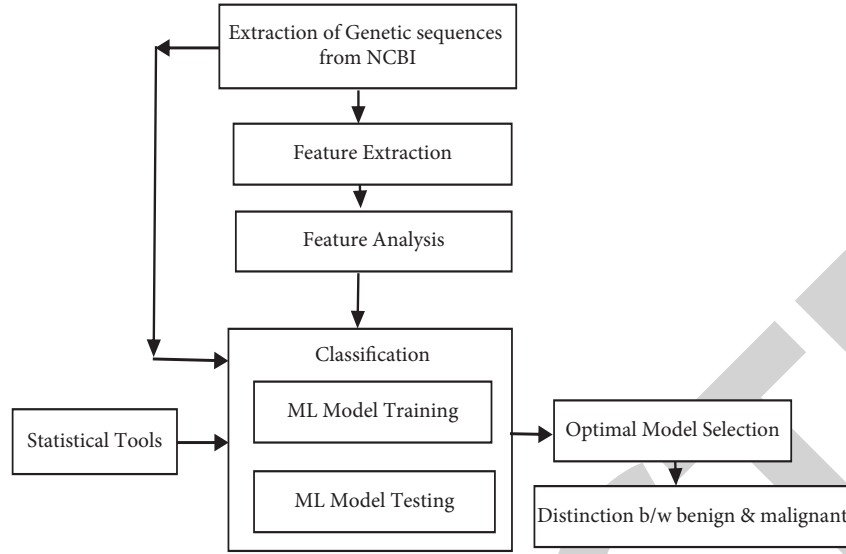 Extraction of Genetic sequences
from NCBI
Feature Extraction
Feature Analysis
Classification
ML Model Training
ML Model Testing
Statistical Tools
Optimal Model Selection
Distinction b/w benign & malignant